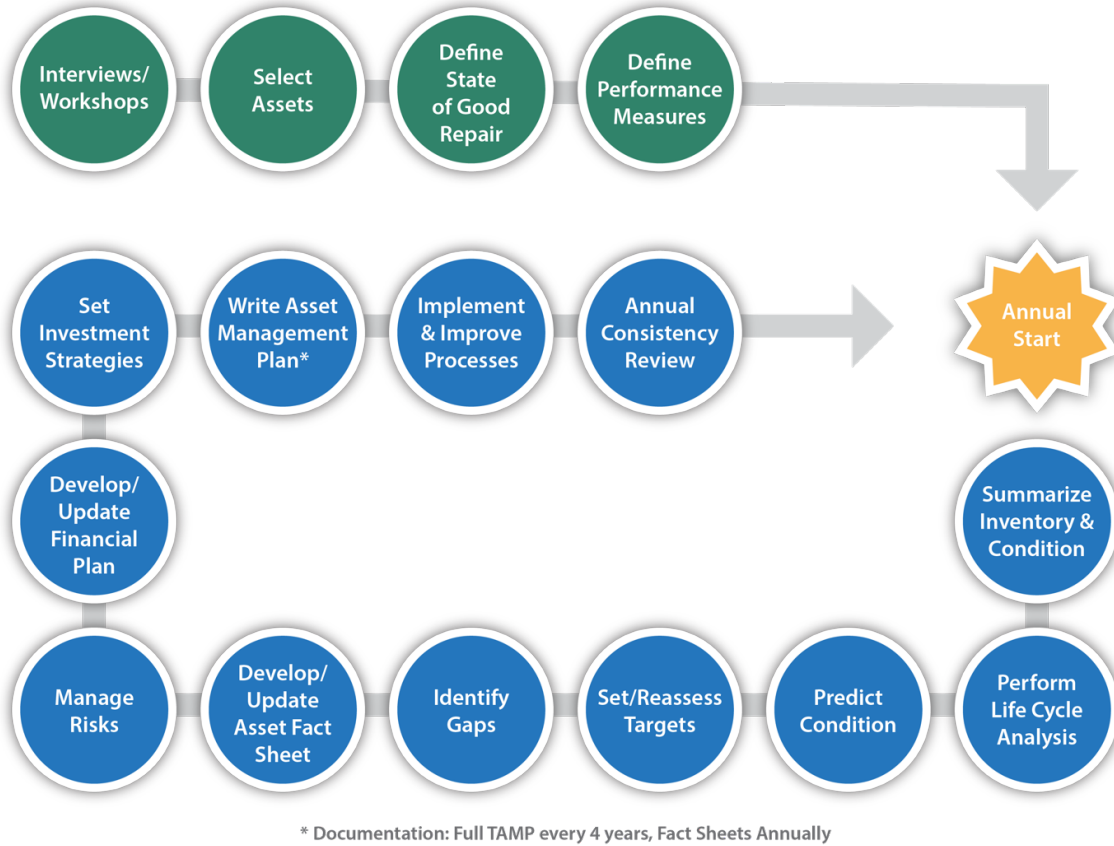 Interviews/
Workshops
Select
Assets
Define
State
of Good
Repair
Define
Performance
Measures
Set
Investment
Strategies
Write Asset
Management
Plan*
Implement
& Improve
Processes
Annual
Consistency
Review
Annual
Start
Develop/
Update
Financial
Plan
Summarize
Inventory &
Condition
Manage
Risks
Develop/
Update
Asset Fact
Sheet
Identify
Gaps
Set/Reassess
Targets
Predict
Condition
Perform
Life Cycle
Analysis
* Documentation: Full TAMP every 4 years, Fact Sheets Annually